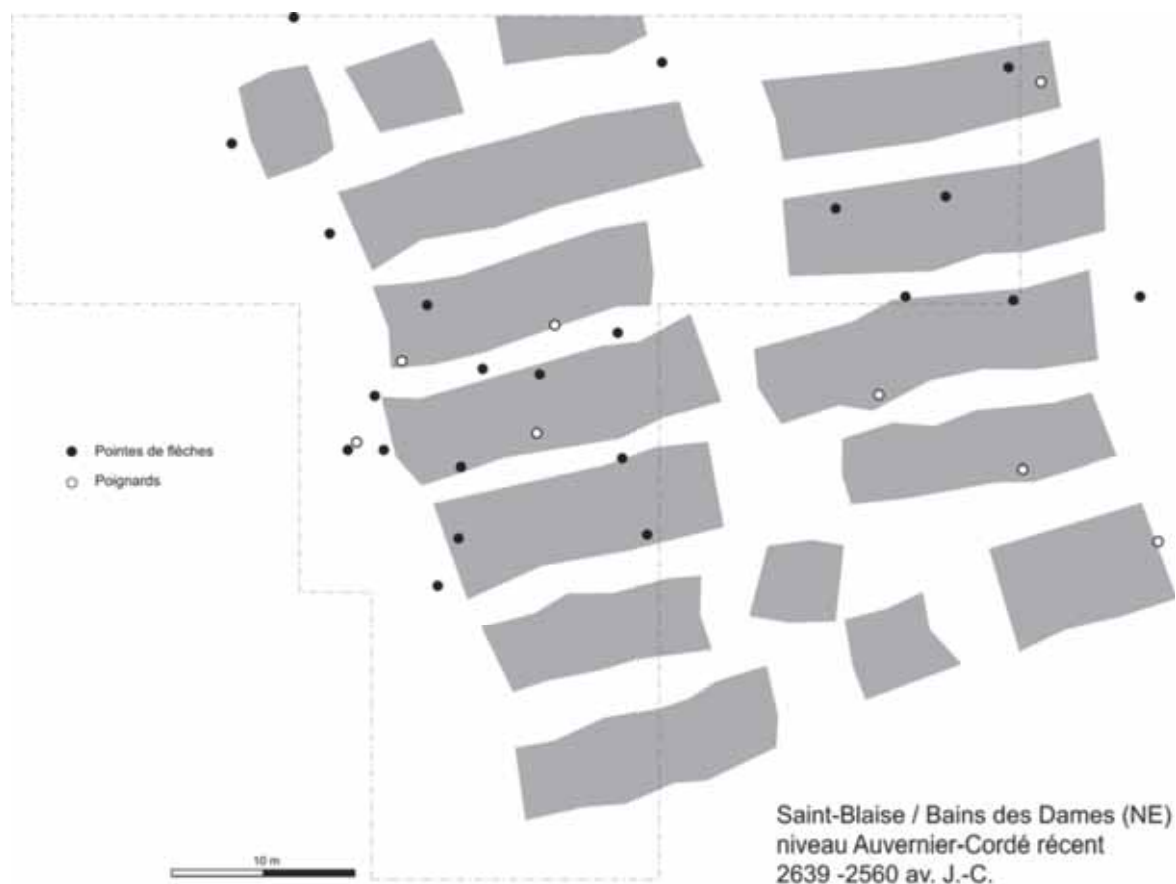 Pointes de flèches
Poignards
10 m
Saint-Blaise / Bains des Dames (NE)
niveau Auvernier-Cordé récent
2639 -2560 av. J.-C.